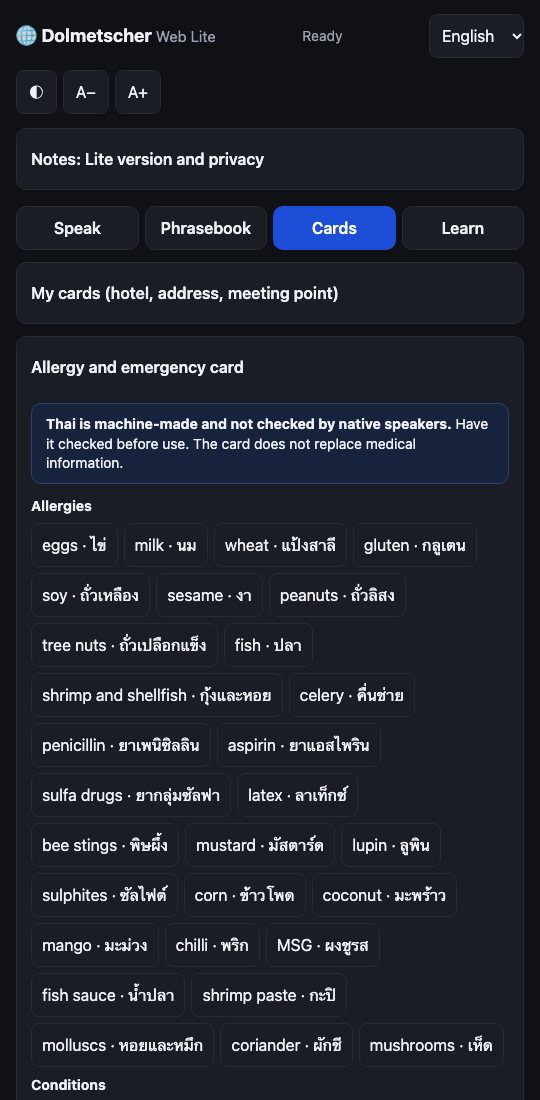 Dolmetscher Web Lite Ready English
A− A+
Notes: Lite version and privacy
Speak Phrasebook Cards Learn
My cards (hotel, address, meeting point)
Allergy and emergency card
Thai is machine-made and not checked by native speakers. Have
it checked before use. The card does not replace medical
information.
Allergies
eggs · ไข่ milk · นม wheat · แป้งสาลี gluten · กลูเตน
soy · ถั่วเหลือง sesame · งา peanuts · ถั่วลิสง
tree nuts · ถั่วเปลือกแข็ง fish · ปลา
shrimp and shellfish · กุ้งและหอย celery · คื่นช่าย
penicillin · ยาเพนิซิลลิน aspirin · ยาแอสไพริน
sulfa drugs · ยากลุ่มซัลฟา latex · ลาเท็กซ์
bee stings · พิษผึ้ง mustard · มัสตาร์ด lupin · ลูพิน
sulphites · ซัลไฟต์ corn · ข้าวโพด coconut · มะพร้าว
mango · มะม่วง chilli · พริก MSG · ผงชูรส
fish sauce · น้ำปลา shrimp paste · กะปิ
molluscs · หอยและหมึก coriander · ผักชี mushrooms · เห็ด
Conditions